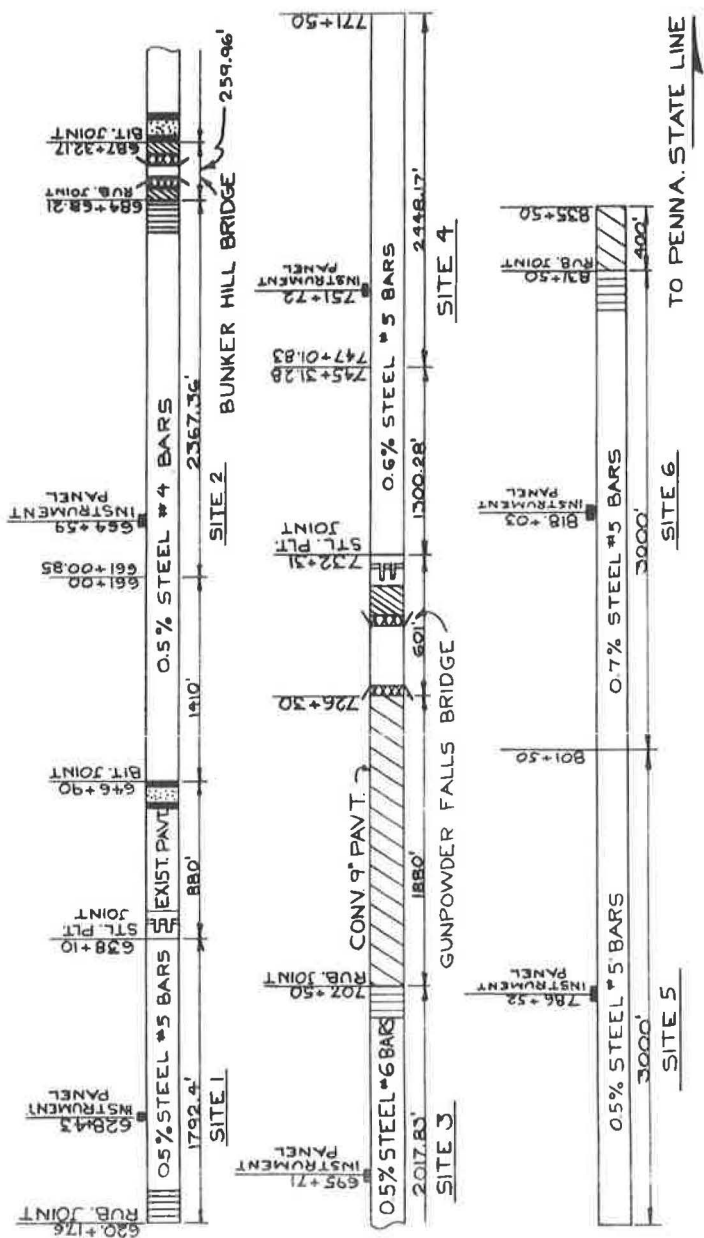 620.+17.6
RUB. JOINT
628+43
INSTRUMENT
PANEL
0.5% STEEL #5 BARS
1792.4'
SITE 1
638+10
STL. PLT.
JOINT
EXIST. PAVT.
880'
646+90
BIT. JOINT
1410'
661+00
661+00.85
664+59
INSTRUMENT
PANEL
0.5% STEEL #4 BARS
2367.36'
SITE 2
684+68.21
RUB. JOINT
687+32.17
BIT. JOINT
BUNKER HILL BRIDGE
259.96'
695+71
INSTRUMENT
PANEL
0.5% STEEL #6 BARS
2017.83'
SITE 3
707+50
RUB. JOINT
CONV. 9" PAVT.
1880'
726+30
GUNPOWDER FALLS BRIDGE
601'
732+31
STL. PLT.
JOINT
1300.28'
745+31.28
747+01.83
751+72
INSTRUMENT
PANEL
0.6% STEEL #5 BARS
2448.17'
SITE 4
771+50
786+52
INSTRUMENT
PANEL
0.5% STEEL #5 BARS
3000'
SITE 5
801+50
818+03
INSTRUMENT
PANEL
0.7% STEEL #5 BARS
3000'
SITE 6
831+50
RUB. JOINT
835+50
400'
TO PENNA. STATE LINE